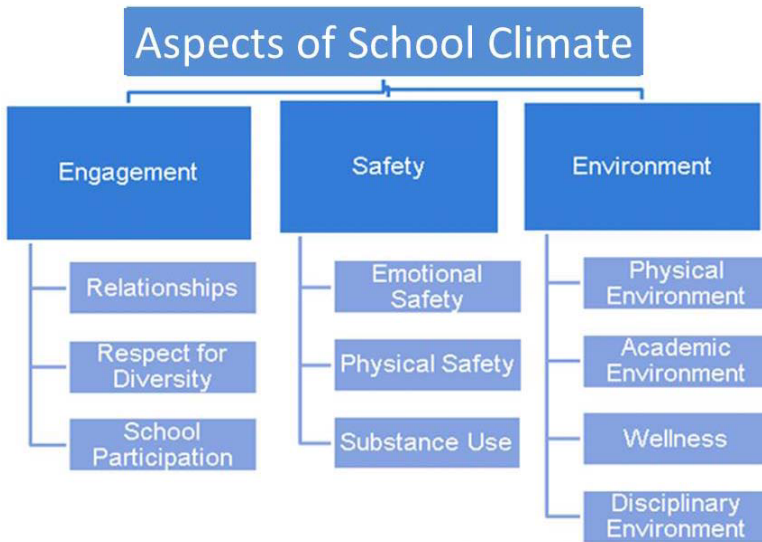 Aspects of School Climate
Engagement
Relationships
Respect for
Diversity
School
Participation
Safety
Emotional
Safety
Physical Safety
Substance Use
Environment
Physical
Environment
Academic
Environment
Wellness
Disciplinary
Environment